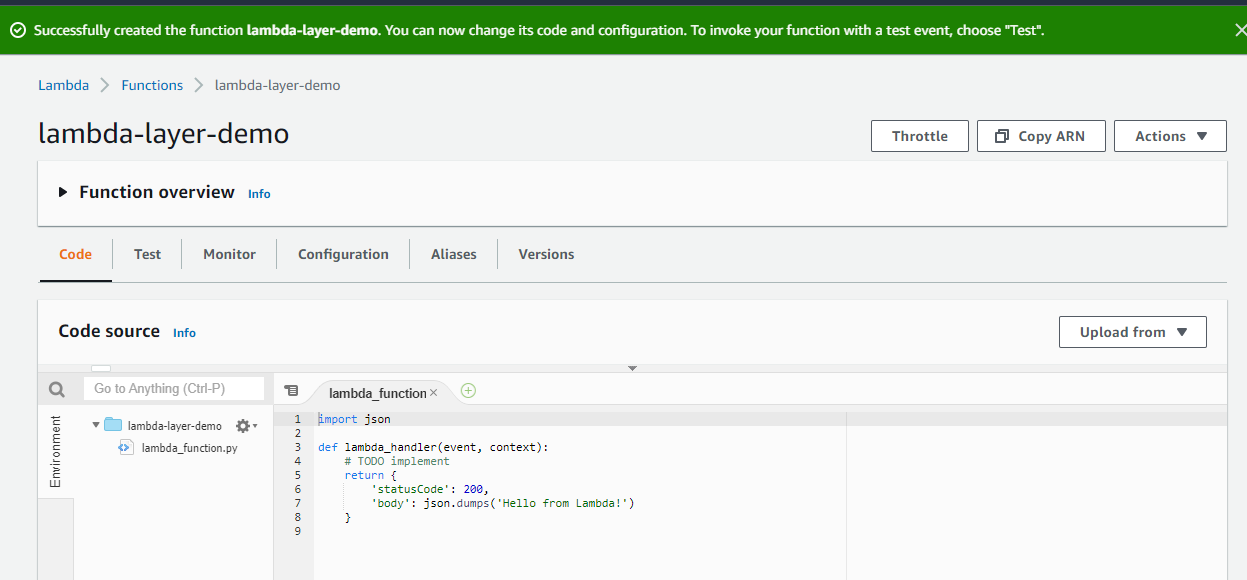 Successfully created the function lambda-layer-demo. You can now change its code and configuration. To invoke your function with a test event, choose "Test".
Lambda > Functions > lambda-layer-demo
lambda-layer-demo
Throttle
Copy ARN
Actions
Function overview Info
Code
Test
Monitor
Configuration
Aliases
Versions
Code source Info
Upload from
Go to Anything (Ctrl-P)
Environment
lambda-layer-demo
lambda_function.py
lambda_function
1 import json
2
3 def lambda_handler(event, context):
4     # TODO implement
5     return {
6         'statusCode': 200,
7         'body': json.dumps('Hello from Lambda!')
8     }
9